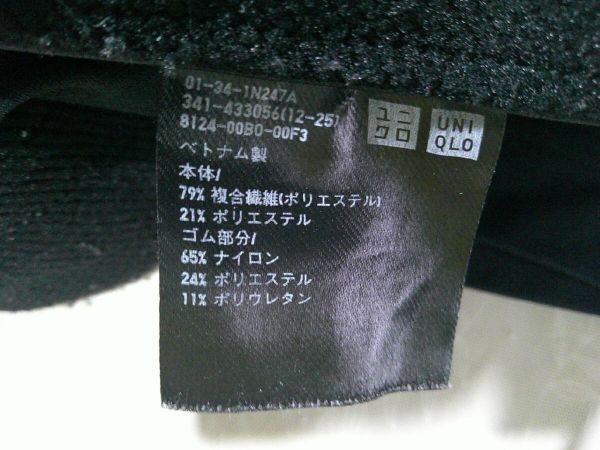 01-34-1N247A
341-433056(12-25)
8124-00B0-00F3
ベトナム製
本体/
79% 複合繊維(ポリエステル)
21% ポリエステル
ゴム部分/
65% ナイロン
24% ポリエステル
11% ポリウレタン
ユニ
クロ
UNI
QLO